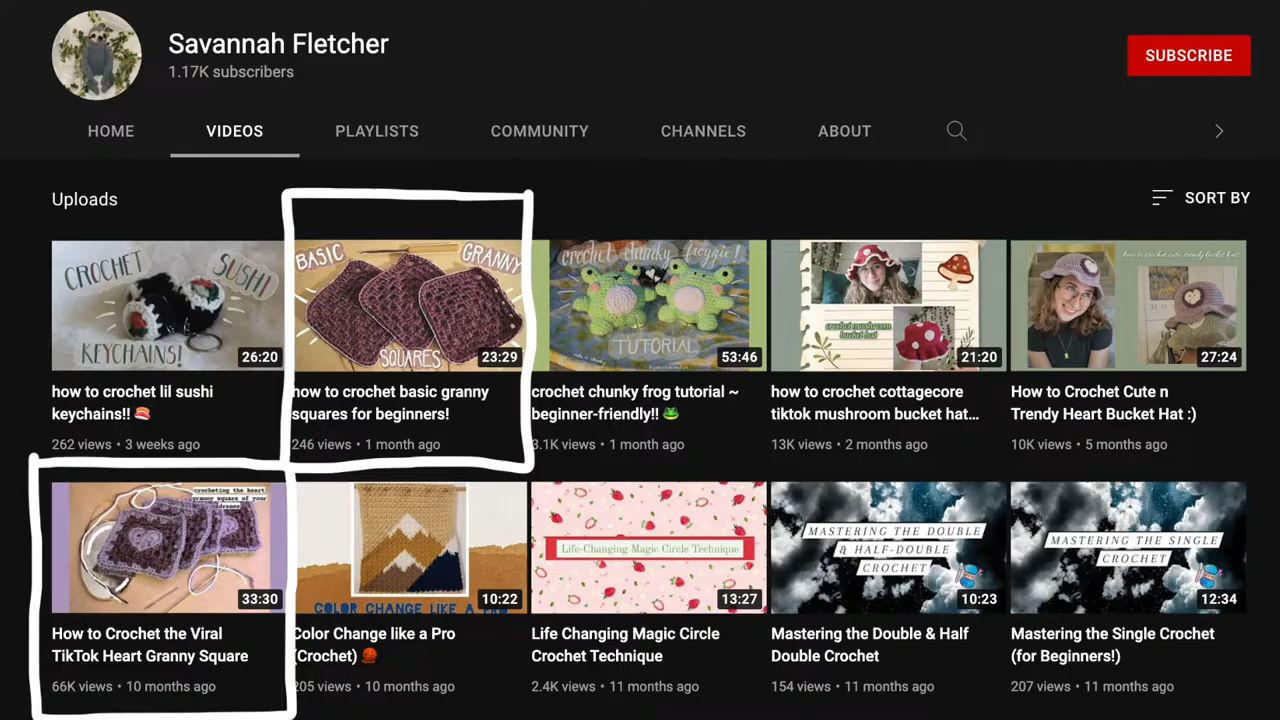 Savannah Fletcher
1.17K subscribers
SUBSCRIBE
HOME VIDEOS PLAYLISTS COMMUNITY CHANNELS ABOUT
Uploads
SORT BY
CROCHET SUSHI
KEYCHAINS!
26:20
BASIC GRANNY
SQUARES
23:29
crochet chunky froggie!
TUTORIAL
53:46
crochet mushroom
bucket hat
21:20
how to crochet cute, trendy bucket hat:
27:24
how to crochet lil sushi
keychains!!
262 views • 3 weeks ago
how to crochet basic granny
squares for beginners!
246 views • 1 month ago
crochet chunky frog tutorial ~
beginner-friendly!!
3.1K views • 1 month ago
how to crochet cottagecore
tiktok mushroom bucket hat...
13K views • 2 months ago
How to Crochet Cute n
Trendy Heart Bucket Hat :)
10K views • 5 months ago
crocheting the heart
granny square of your
dreams
33:30
COLOR CHANGE LIKE A PRO
10:22
Life-Changing Magic Circle Technique
13:27
MASTERING THE DOUBLE
& HALF-DOUBLE
CROCHET
10:23
MASTERING THE SINGLE
CROCHET
12:34
How to Crochet the Viral
TikTok Heart Granny Square
66K views • 10 months ago
Color Change like a Pro
(Crochet)
205 views • 10 months ago
Life Changing Magic Circle
Crochet Technique
2.4K views • 11 months ago
Mastering the Double & Half
Double Crochet
154 views • 11 months ago
Mastering the Single Crochet
(for Beginners!)
207 views • 11 months ago